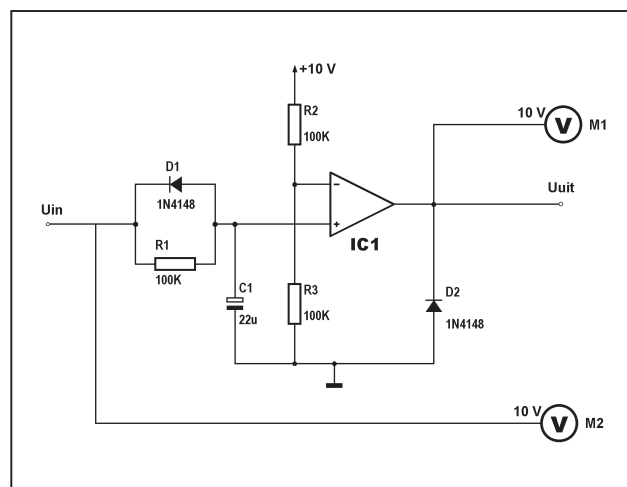 +10 V
R2
100K
10 V
V
M1
D1
1N4148
−
Uuit
Uin
+
IC1
R1
100K
C1
22u
R3
100K
D2
1N4148
10 V
V
M2